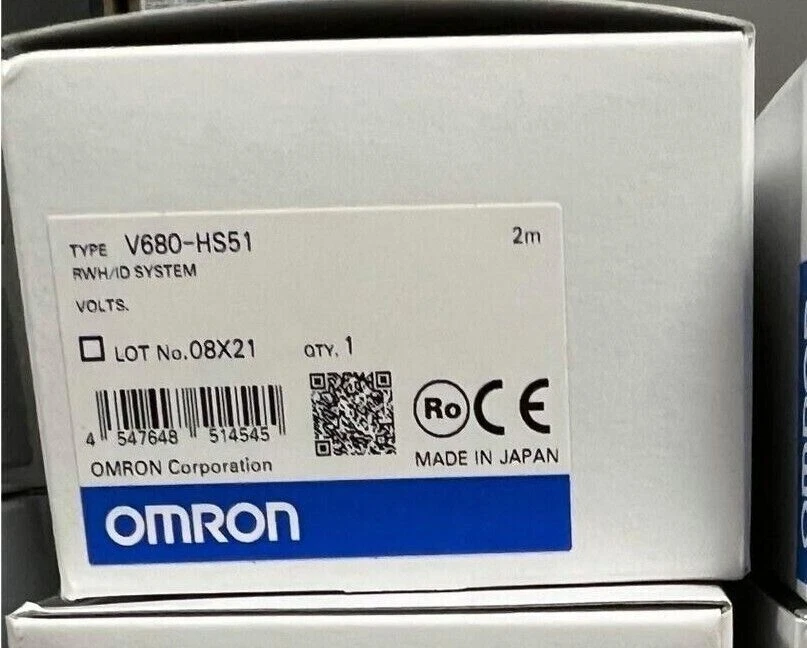 TYPE V680-HS51 2m
RWH/ID SYSTEM
VOLTS.
LOT No.08X21 QTY. 1
4 547648 514545
Ro CE
OMRON Corporation MADE IN JAPAN
OMRON